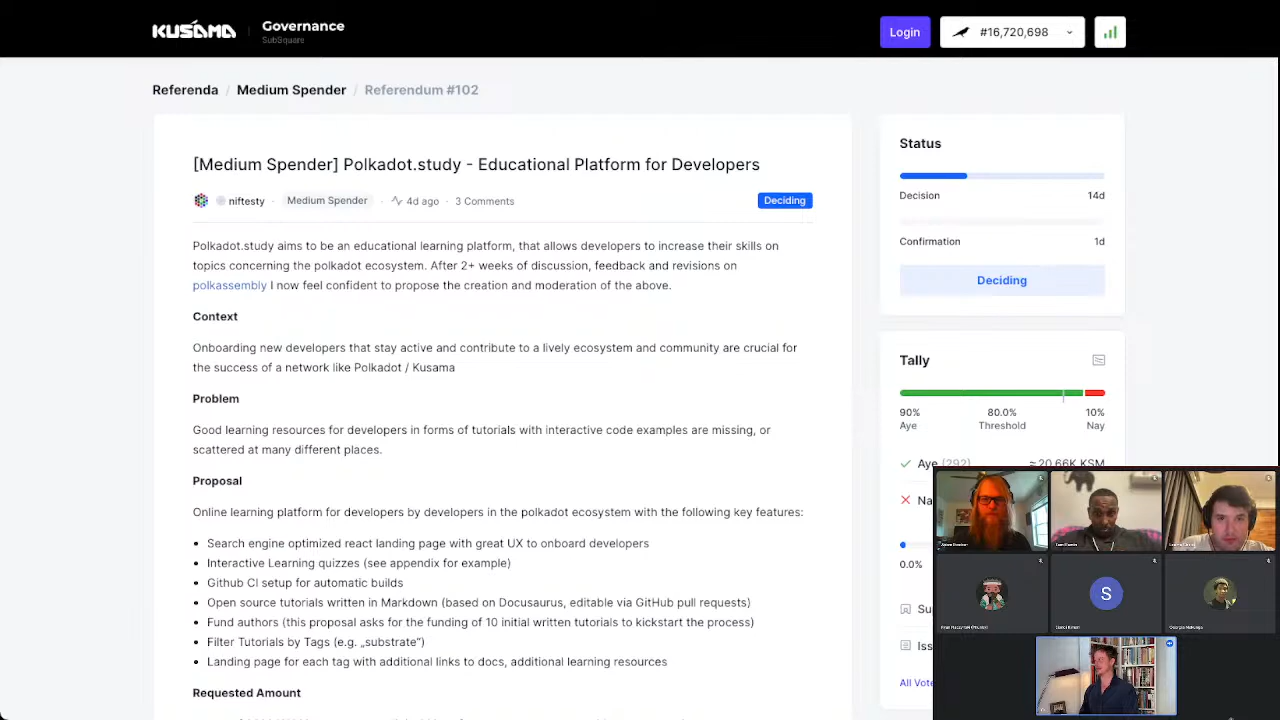 KUSAMA
Governance
SubSquare
Login
#16,720,698
Referenda / Medium Spender / Referendum #102
[Medium Spender] Polkadot.study - Educational Platform for Developers
niftesty · Medium Spender · 4d ago · 3 Comments
Deciding
Polkadot.study aims to be an educational learning platform, that allows developers to increase their skills on
topics concerning the polkadot ecosystem. After 2+ weeks of discussion, feedback and revisions on
polkassembly I now feel confident to propose the creation and moderation of the above.
Context
Onboarding new developers that stay active and contribute to a lively ecosystem and community are crucial for
the success of a network like Polkadot / Kusama
Problem
Good learning resources for developers in forms of tutorials with interactive code examples are missing, or
scattered at many different places.
Proposal
Online learning platform for developers by developers in the polkadot ecosystem with the following key features:
• Search engine optimized react landing page with great UX to onboard developers
• Interactive Learning quizzes (see appendix for example)
• Github CI setup for automatic builds
• Open source tutorials written in Markdown (based on Docusaurus, editable via GitHub pull requests)
• Fund authors (this proposal asks for the funding of 10 initial written tutorials to kickstart the process)
• Filter Tutorials by Tags (e.g. „substrate“)
• Landing page for each tag with additional links to docs, additional learning resources
Requested Amount
Status
Decision 14d
Confirmation 1d
Deciding
Tally
90% 80.0% 10%
Aye Threshold Nay
Aye (292) ≈20.66K KSM
Na
0.0%
Su
Iss
All Vote
S